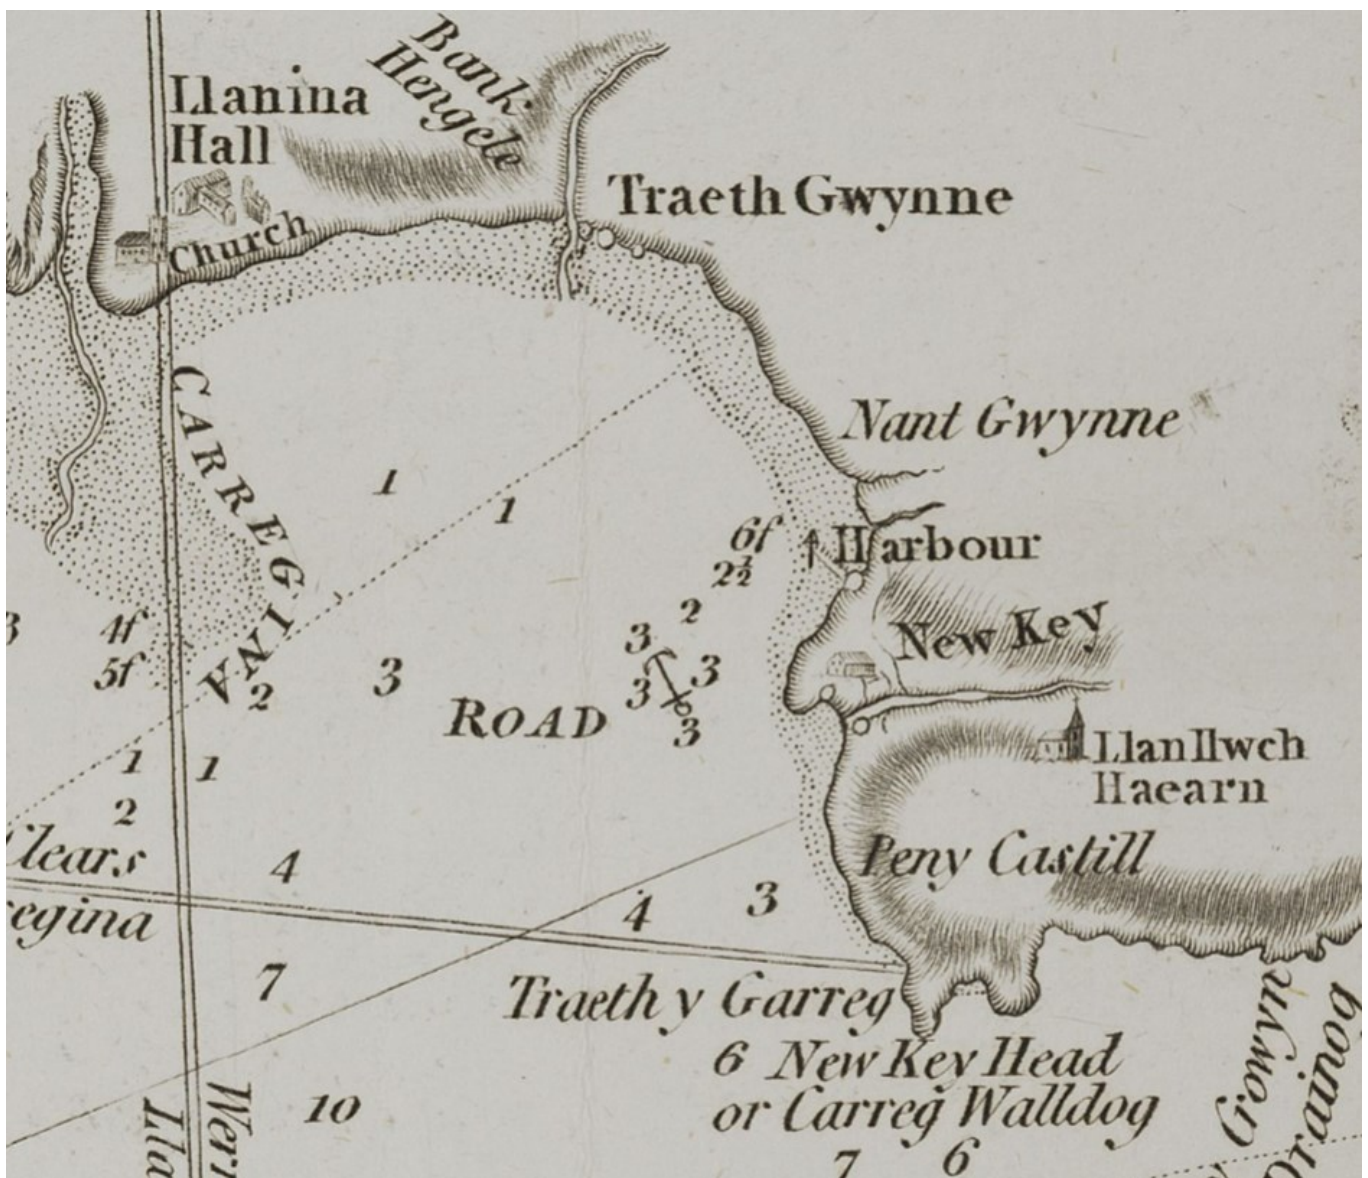 Bank
Hengele
Llanina
Hall
Church
Traeth Gwynne
CARREG INA
Nant Gwynne
1
1
6f
Harbour
2½
2
3
3
3
3
New Key
3
4f
5f
2
3
ROAD
Llanllwch
Haearn
1
1
2
Clears
Peny Castill
4
4
3
egina
7
Traeth y Garreg
6 New Key Head
or Carreg Walldog
10
7
6
Crowyn
Drainog